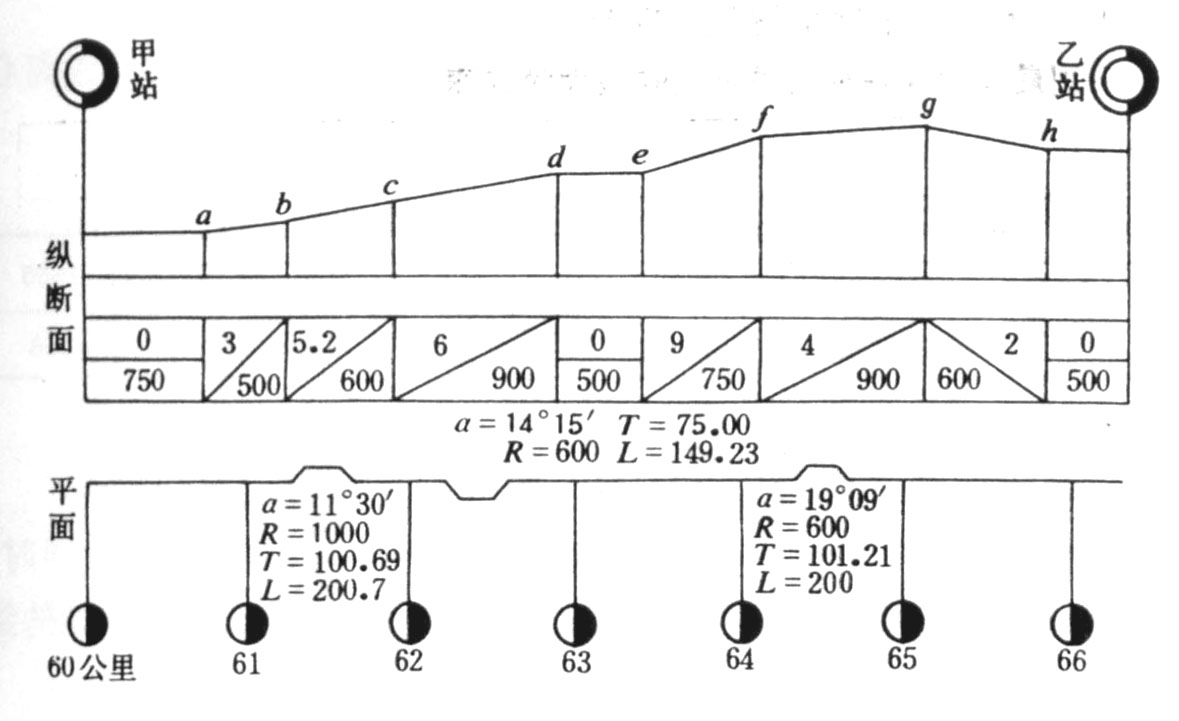 甲站
乙站
a b c d e f g h
纵断面
0 3 5.2 6 0 9 4 2 0
750 500 600 900 500 750 900 600 500
a = 14°15′ T = 75.00
R = 600 L = 149.23
平面
a = 11°30′
R = 1000
T = 100.69
L = 200.7
a = 19°09′
R = 600
T = 101.21
L = 200
60公里 61 62 63 64 65 66